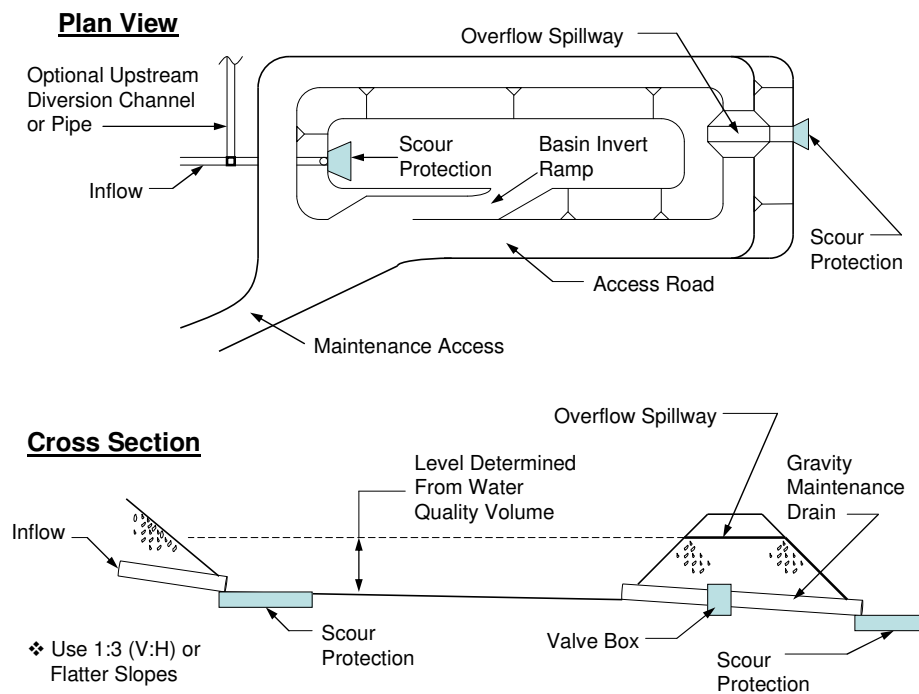 Plan View
Overflow Spillway
Optional Upstream
Diversion Channel
or Pipe
Scour
Protection
Basin Invert
Ramp
Inflow
Scour
Protection
Access Road
Maintenance Access
Overflow Spillway
Cross Section
Level Determined
From Water
Quality Volume
Gravity
Maintenance
Drain
Inflow
Scour
Protection
Valve Box
Scour
Protection
❖ Use 1:3 (V:H) or
Flatter Slopes